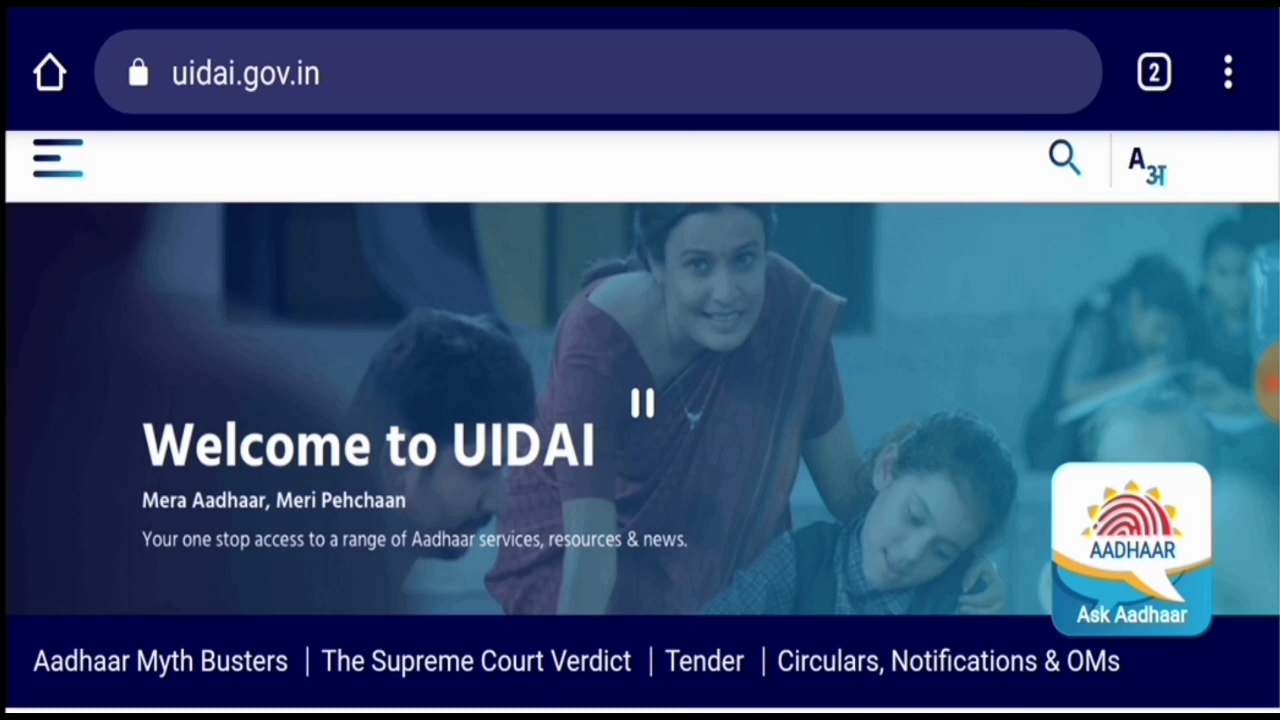 uidai.gov.in
2
A अ
Welcome to UIDAI
Mera Aadhaar, Meri Pehchaan
Your one stop access to a range of Aadhaar services, resources & news.
AADHAAR
Ask Aadhaar
Aadhaar Myth Busters | The Supreme Court Verdict | Tender | Circulars, Notifications & OMs